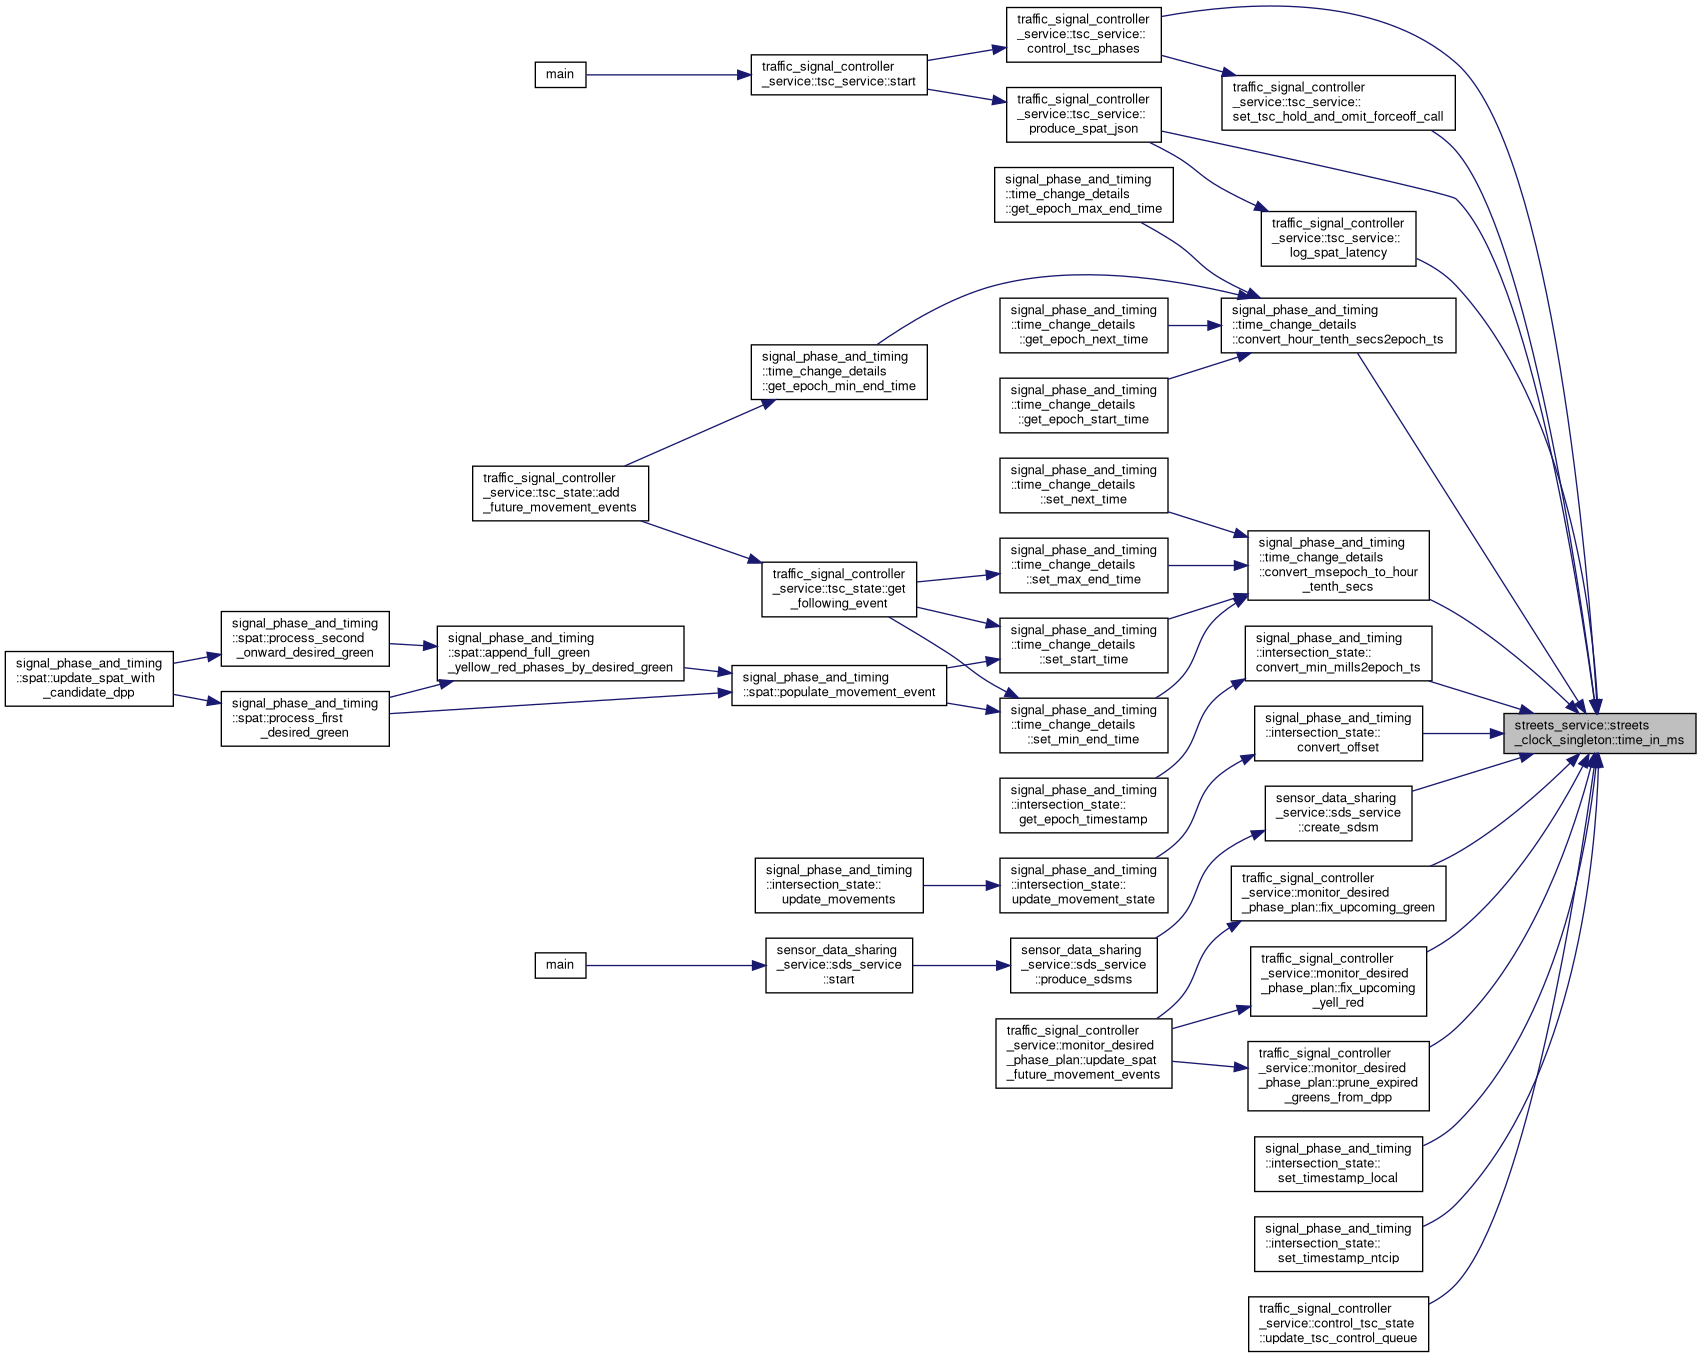 main
traffic_signal_controller
_service::tsc_service::start
traffic_signal_controller
_service::tsc_service::
control_tsc_phases
traffic_signal_controller
_service::tsc_service::
set_tsc_hold_and_omit_forceoff_call
traffic_signal_controller
_service::tsc_service::
produce_spat_json
signal_phase_and_timing
::time_change_details
::get_epoch_max_end_time
traffic_signal_controller
_service::tsc_service::
log_spat_latency
signal_phase_and_timing
::time_change_details
::get_epoch_next_time
signal_phase_and_timing
::time_change_details
::convert_hour_tenth_secs2epoch_ts
signal_phase_and_timing
::time_change_details
::get_epoch_min_end_time
signal_phase_and_timing
::time_change_details
::get_epoch_start_time
traffic_signal_controller
_service::tsc_state::add
_future_movement_events
signal_phase_and_timing
::time_change_details
::set_next_time
signal_phase_and_timing
::time_change_details
::set_max_end_time
signal_phase_and_timing
::time_change_details
::convert_msepoch_to_hour
_tenth_secs
traffic_signal_controller
_service::tsc_state::get
_following_event
signal_phase_and_timing
::time_change_details
::set_start_time
signal_phase_and_timing
::intersection_state::
convert_min_mills2epoch_ts
signal_phase_and_timing
::spat::update_spat_with
_candidate_dpp
signal_phase_and_timing
::spat::process_second
_onward_desired_green
signal_phase_and_timing
::spat::append_full_green
_yellow_red_phases_by_desired_green
signal_phase_and_timing
::spat::process_first
_desired_green
signal_phase_and_timing
::spat::populate_movement_event
signal_phase_and_timing
::time_change_details
::set_min_end_time
signal_phase_and_timing
::intersection_state::
convert_offset
streets_service::streets
_clock_singleton::time_in_ms
signal_phase_and_timing
::intersection_state::
get_epoch_timestamp
sensor_data_sharing
_service::sds_service
::create_sdsm
signal_phase_and_timing
::intersection_state::
update_movements
signal_phase_and_timing
::intersection_state::
update_movement_state
traffic_signal_controller
_service::monitor_desired
_phase_plan::fix_upcoming_green
main
sensor_data_sharing
_service::sds_service
::start
sensor_data_sharing
_service::sds_service
::produce_sdsms
traffic_signal_controller
_service::monitor_desired
_phase_plan::fix_upcoming
_yell_red
traffic_signal_controller
_service::monitor_desired
_phase_plan::update_spat
_future_movement_events
traffic_signal_controller
_service::monitor_desired
_phase_plan::prune_expired
_greens_from_dpp
signal_phase_and_timing
::intersection_state::
set_timestamp_local
signal_phase_and_timing
::intersection_state::
set_timestamp_ntcip
traffic_signal_controller
_service::control_tsc_state
::update_tsc_control_queue